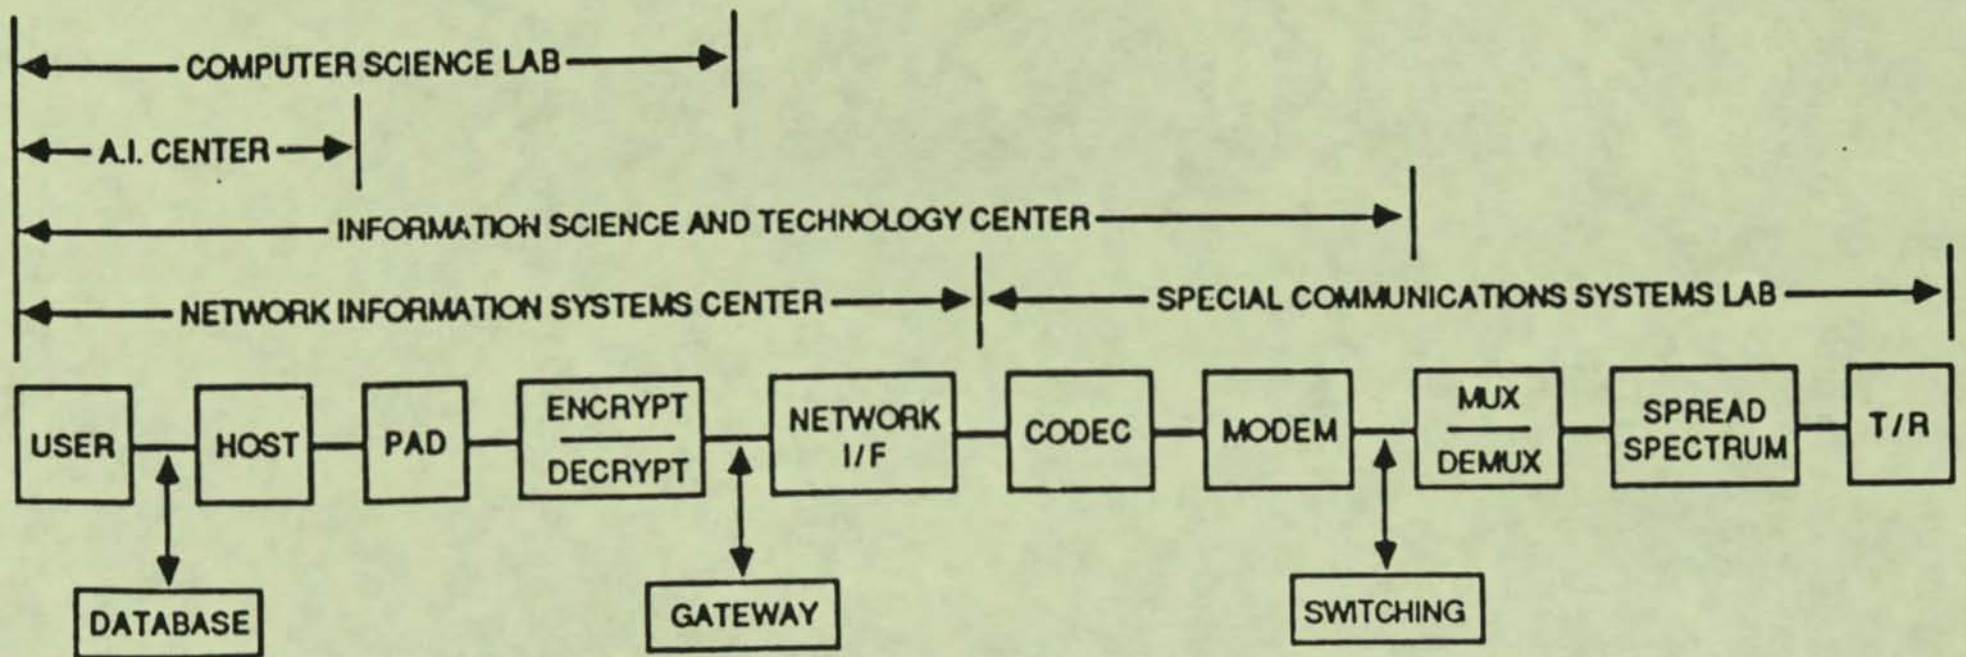 COMPUTER SCIENCE LAB
A.I. CENTER
INFORMATION SCIENCE AND TECHNOLOGY CENTER
NETWORK INFORMATION SYSTEMS CENTER
SPECIAL COMMUNICATIONS SYSTEMS LAB
USER
HOST
PAD
ENCRYPT
DECRYPT
NETWORK
I/F
CODEC
MODEM
MUX
DEMUX
SPREAD
SPECTRUM
T/R
DATABASE
GATEWAY
SWITCHING